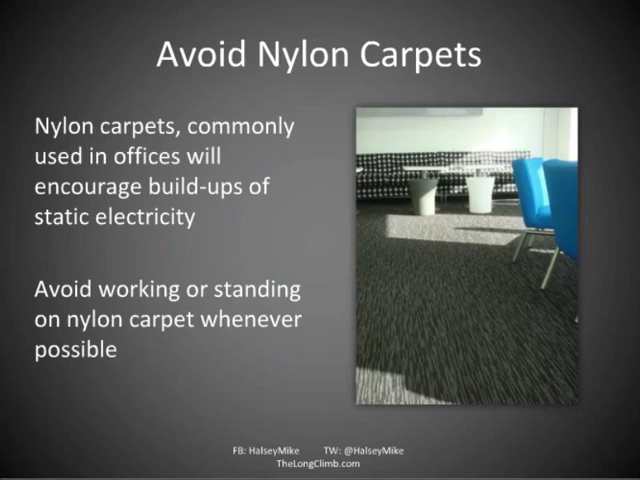 Avoid Nylon Carpets
Nylon carpets, commonly
used in offices will
encourage build-ups of
static electricity
Avoid working or standing
on nylon carpet whenever
possible
FB: HalseyMike TW: @HalseyMike
TheLongClimb.com